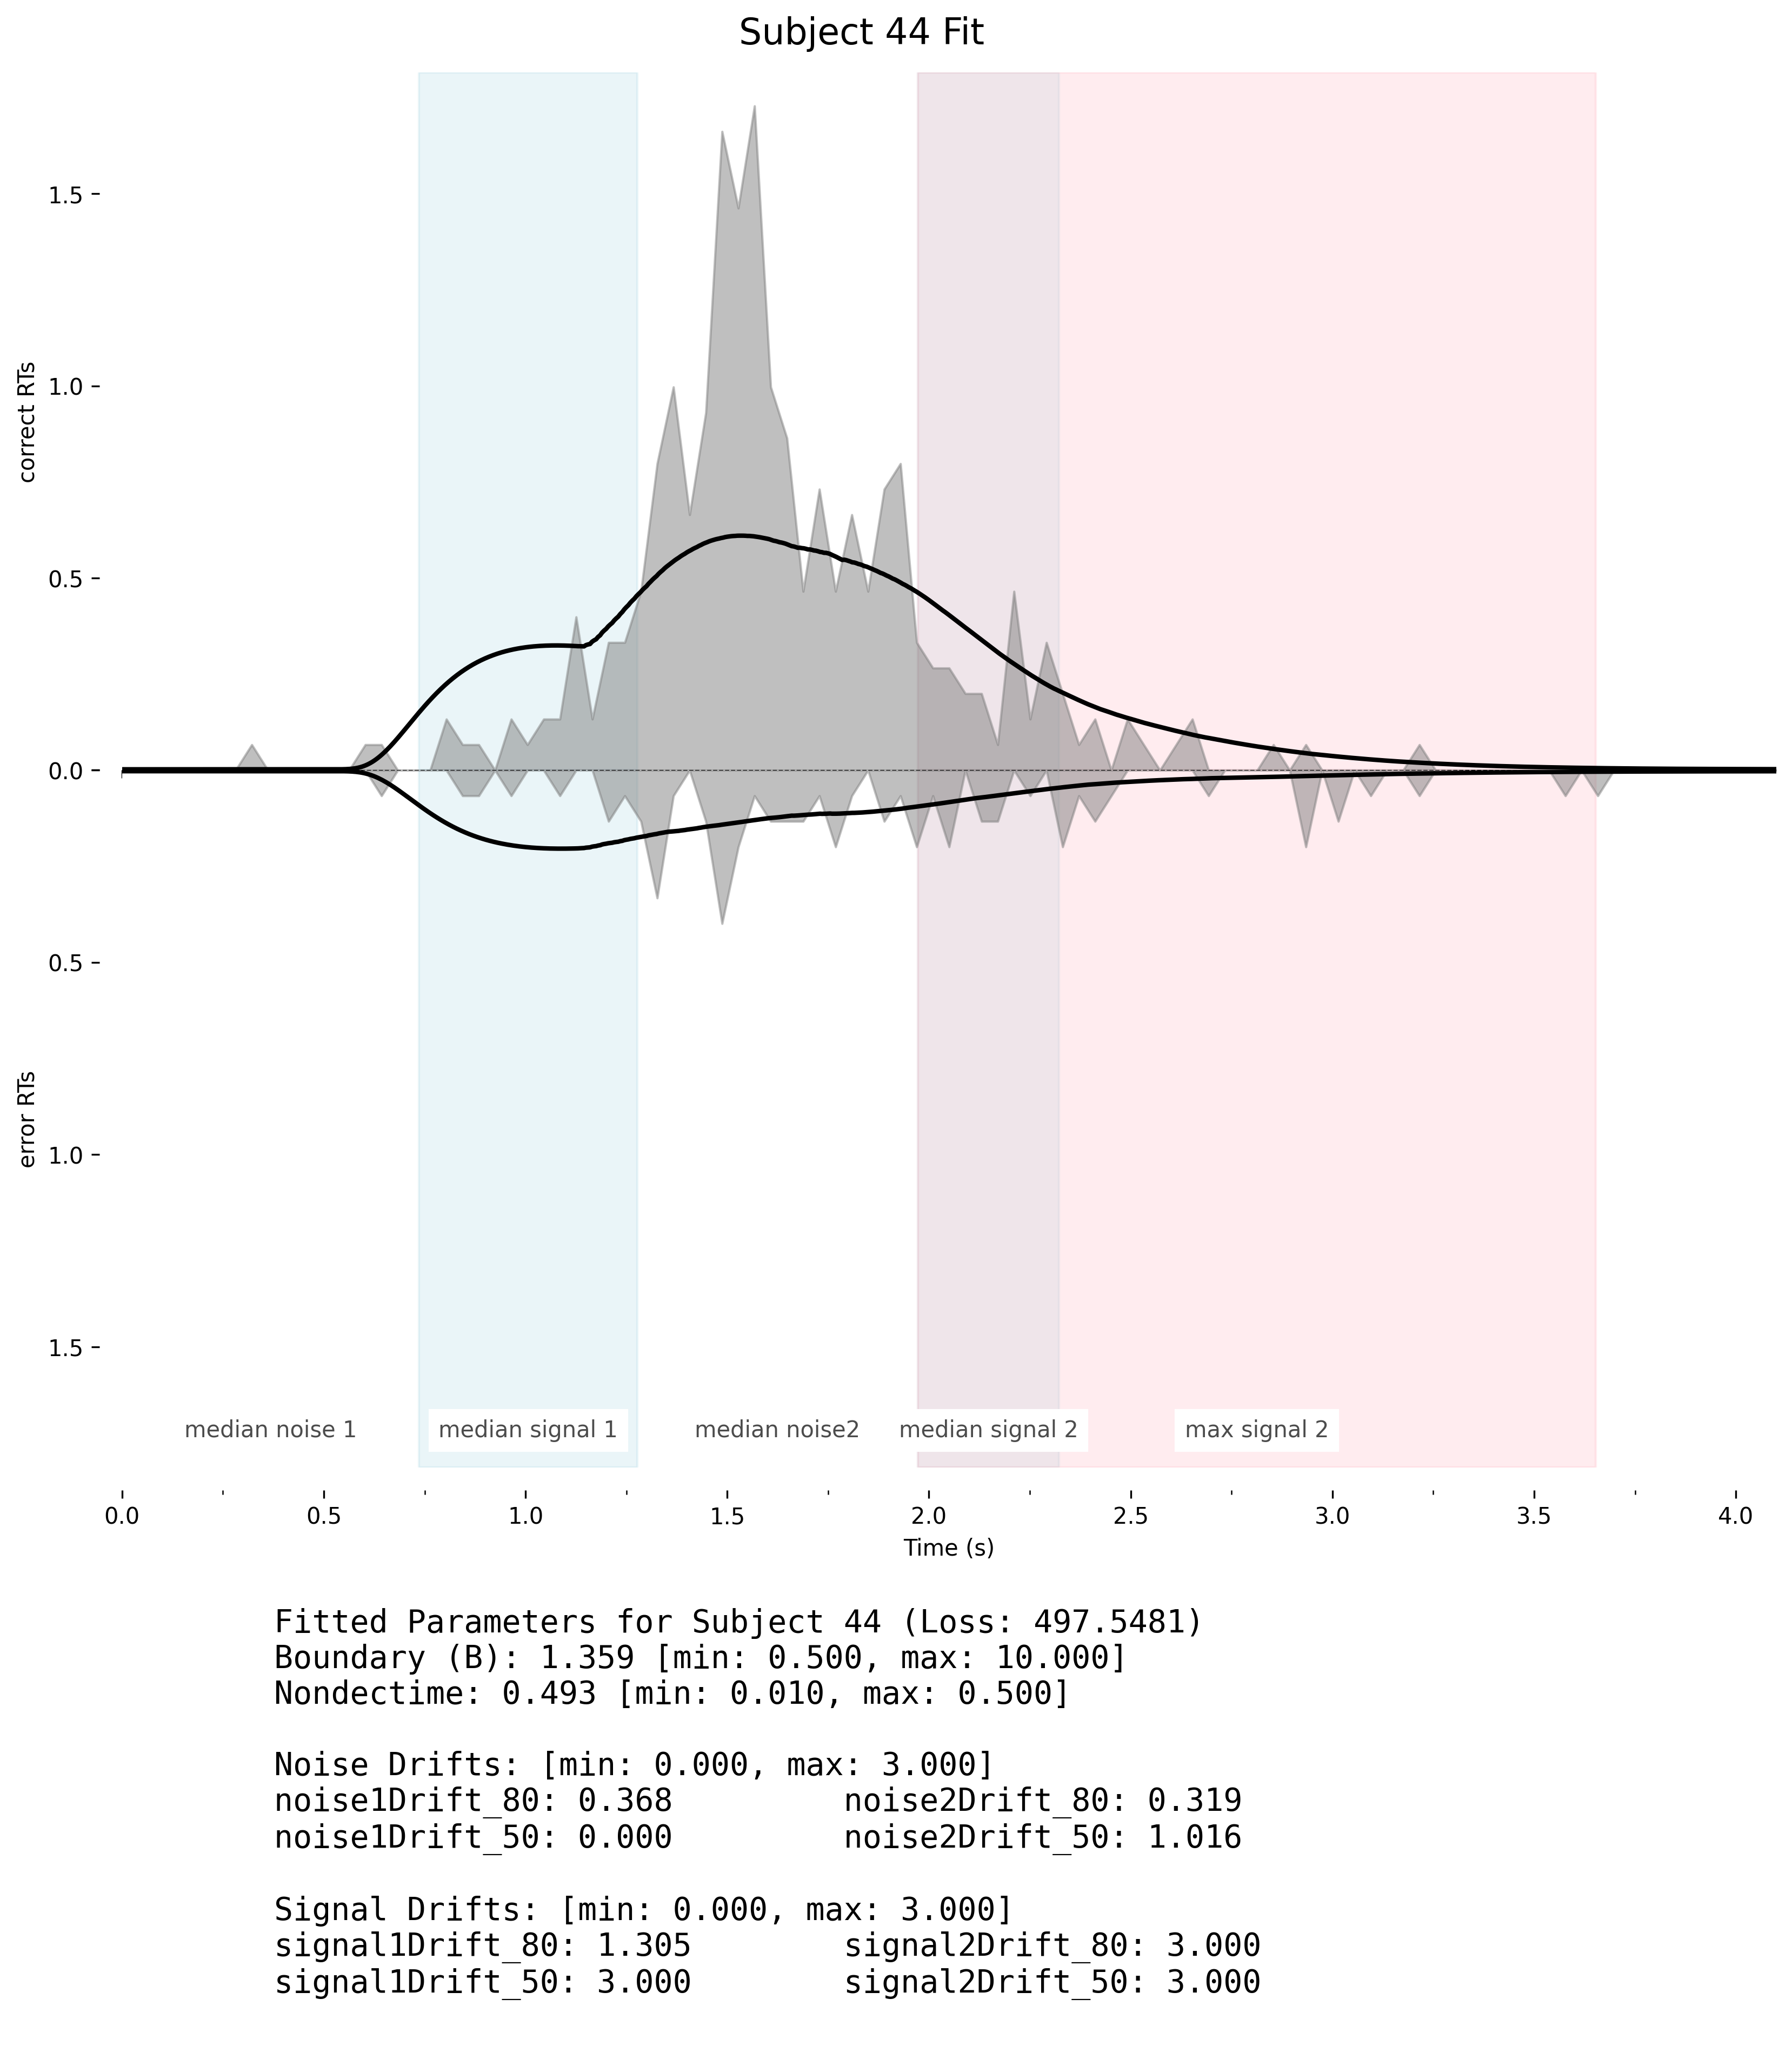 Subject 44 Fit
correct RTs
error RTs
1.5
1.0
0.5
0.0
0.5
1.0
1.5
median noise 1
median signal 1
median noise2
median signal 2
max signal 2
0.0
0.5
1.0
1.5
2.0
2.5
3.0
3.5
4.0
Time (s)
Fitted Parameters for Subject 44 (Loss: 497.5481)
Boundary (B): 1.359 [min: 0.500, max: 10.000]
Nondectime: 0.493 [min: 0.010, max: 0.500]
Noise Drifts: [min: 0.000, max: 3.000]
noise1Drift_80: 0.368 noise2Drift_80: 0.319
noise1Drift_50: 0.000 noise2Drift_50: 1.016
Signal Drifts: [min: 0.000, max: 3.000]
signal1Drift_80: 1.305 signal2Drift_80: 3.000
signal1Drift_50: 3.000 signal2Drift_50: 3.000